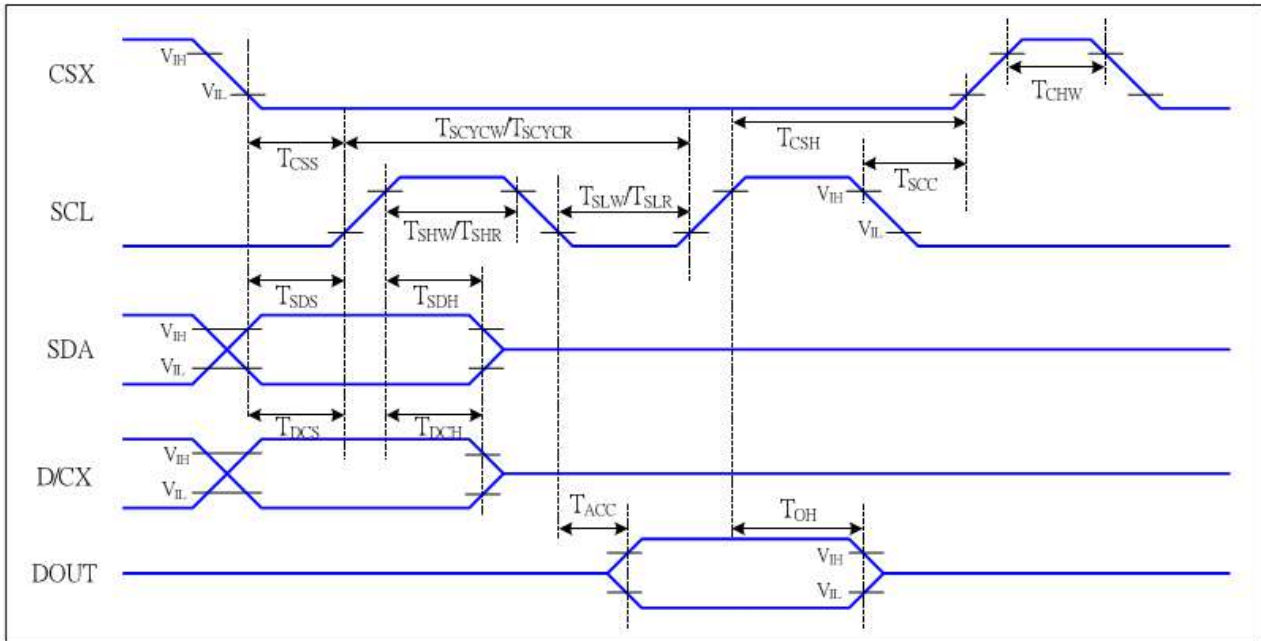 CSX
VIH
VIL
TCHW
TSCYCW/TSCYCR
TCSH
TCSS
TSCC
SCL
TSLW/TSLR
VIH
VIL
TSHW/TSHR
TSDS
TSDH
SDA
VIH
VIL
TDCS
TDCH
D/CX
VIH
VIL
TACC
TOH
DOUT
VIH
VIL